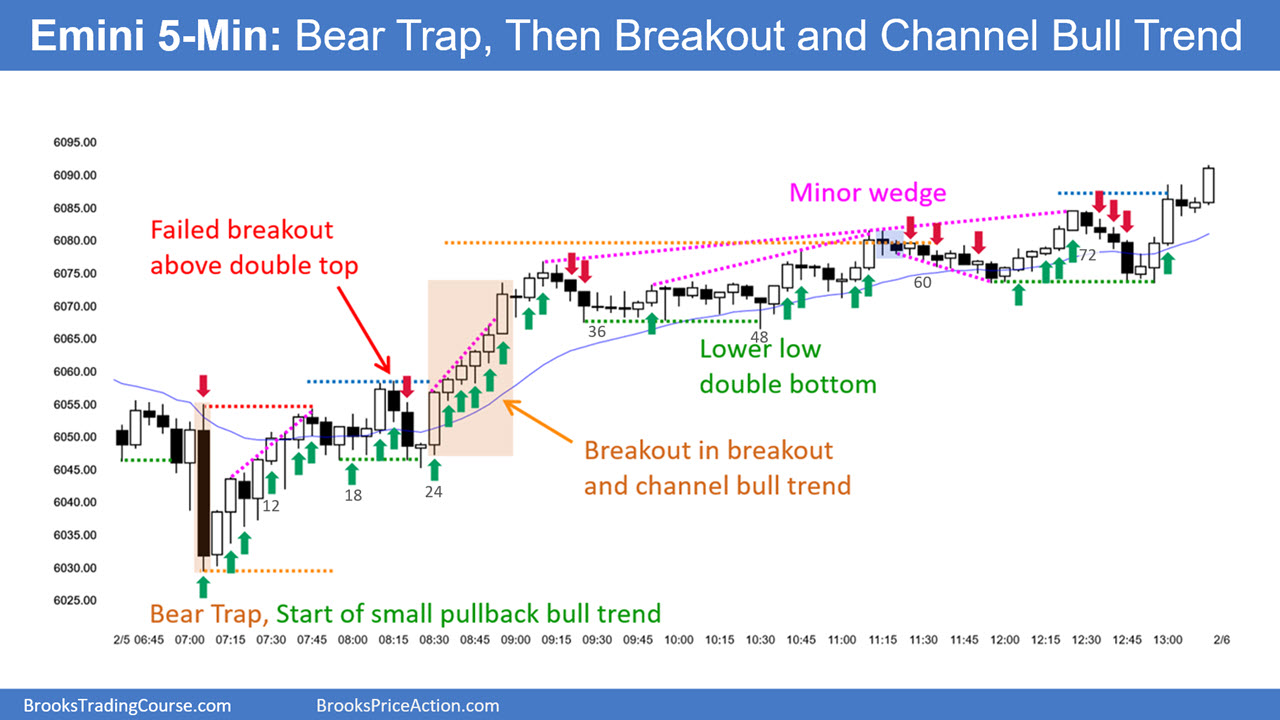 Emini 5-Min: Bear Trap, Then Breakout and Channel Bull Trend
6095.00
6090.00
6085.00
6080.00
6075.00
6070.00
6065.00
6060.00
6055.00
6050.00
6045.00
6040.00
6035.00
6030.00
6025.00
Minor wedge
Failed breakout
above double top
72
60
36
48
Lower low
double bottom
Breakout in breakout
and channel bull trend
12
18
24
Bear Trap, Start of small pullback bull trend
2/5 06:45 07:00 07:15 07:30 07:45 08:00 08:15 08:30 08:45 09:00 09:15 09:30 09:45 10:00 10:15 10:30 10:45 11:00 11:15 11:30 11:45 12:00 12:15 12:30 12:45 13:00 2/6
BrooksTradingCourse.com BrooksPriceAction.com